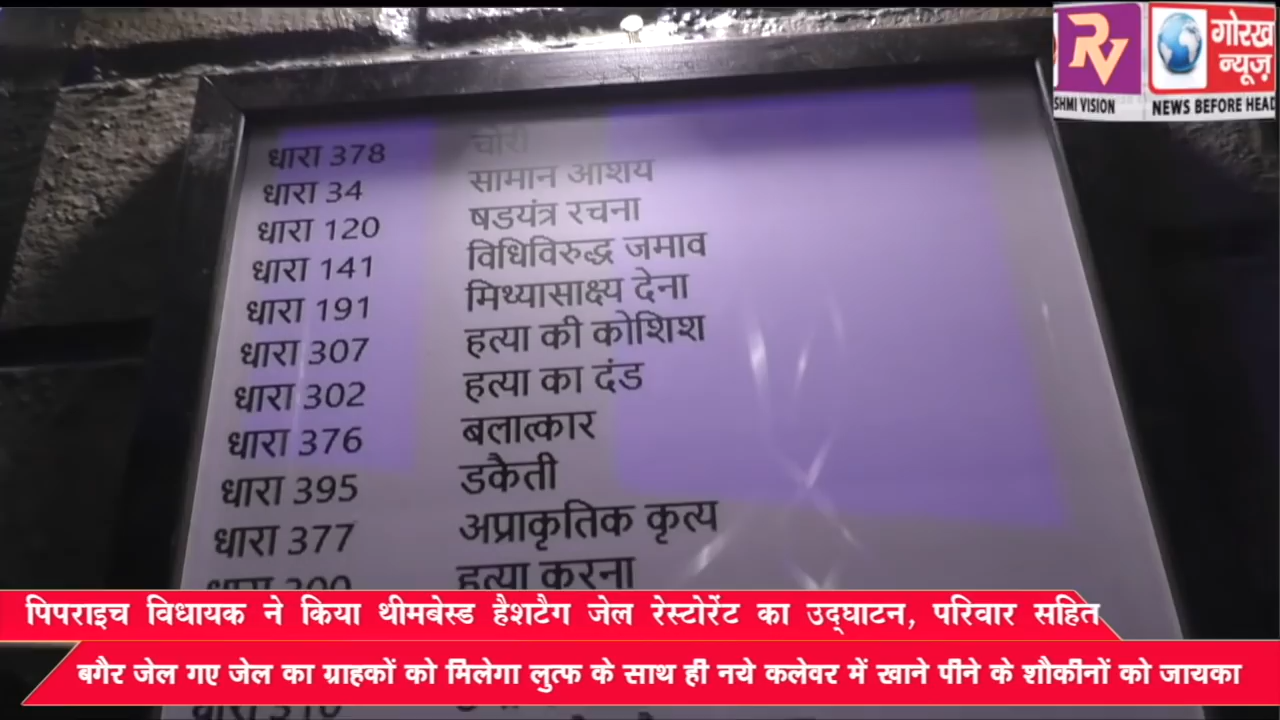 RV
SHMI VISION
गोरख
न्यूज़
NEWS BEFORE HEAD
धारा 378 चोरी
धारा 34 सामान आशय
धारा 120 षडयंत्र रचना
धारा 141 विधिविरुद्ध जमाव
धारा 191 मिथ्यासाक्ष्य देना
धारा 307 हत्या की कोशिश
धारा 302 हत्या का दंड
धारा 376 बलात्कार
धारा 395 डकैती
धारा 377 अप्राकृतिक कृत्य
धारा 300 हत्या करना
पिपराइच विधायक ने किया थीमबेस्ड हैशटैग जेल रेस्टोरेंट का उद्घाटन, परिवार सहित
बगैर जेल गए जेल का ग्राहकों को मिलेगा लुत्फ के साथ ही नये कलेवर में खाने पीने के शौकीनों को जायका
धारा 310